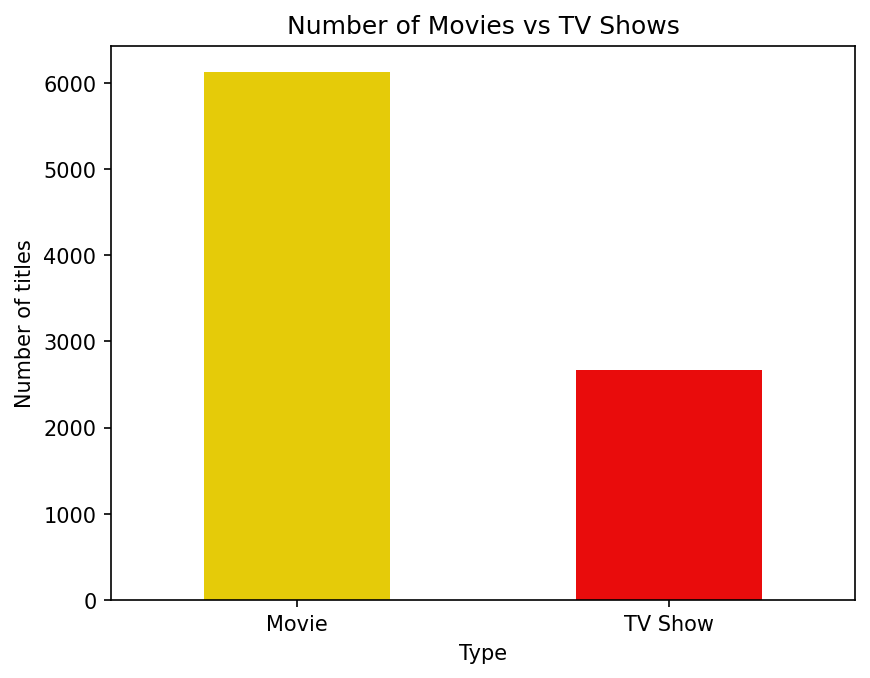 Number of Movies vs TV Shows
Number of titles
6000
5000
4000
3000
2000
1000
0
Movie
TV Show
Type